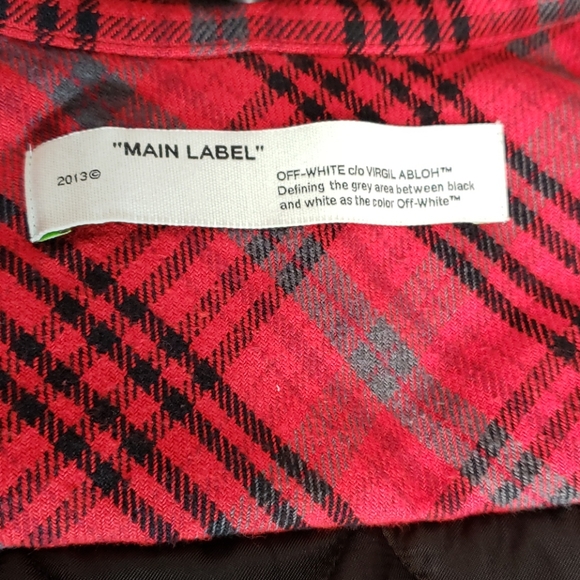 "MAIN LABEL"
2013©
OFF-WHITE c/o VIRGIL ABLOH™
Defining the grey area between black
and white as the color Off-White™